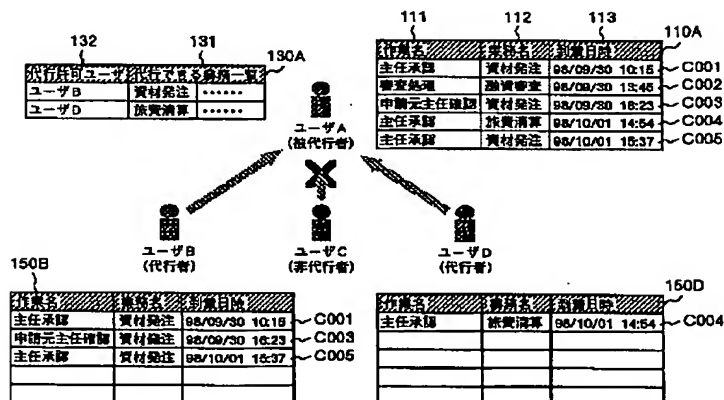 132 131 130A
代行許可ユーザ 代行できる業務一覧
ユーザB 資材発注 ……
ユーザD 旅費清算 ……
111 112 113 110A
作業名 業務名 到着日時
主任承認 資材発注 98/09/30 10:15 C001
審査処理 融資審査 98/09/30 13:45 C002
申請元主任確認 資材発注 98/09/30 16:23 C003
主任承認 旅費清算 98/10/01 14:54 C004
主任承認 資材発注 98/10/01 15:37 C005
ユーザA
(被代行者)
ユーザB
(代行者)
ユーザC
(非代行者)
ユーザD
(代行者)
150B
作業名 業務名 到着日時
主任承認 資材発注 98/09/30 10:15 C001
申請元主任確認 資材発注 98/09/30 16:23 C003
主任承認 資材発注 98/10/01 15:37 C005
150D
作業名 業務名 到着日時
主任承認 旅費清算 98/10/01 14:54 C004